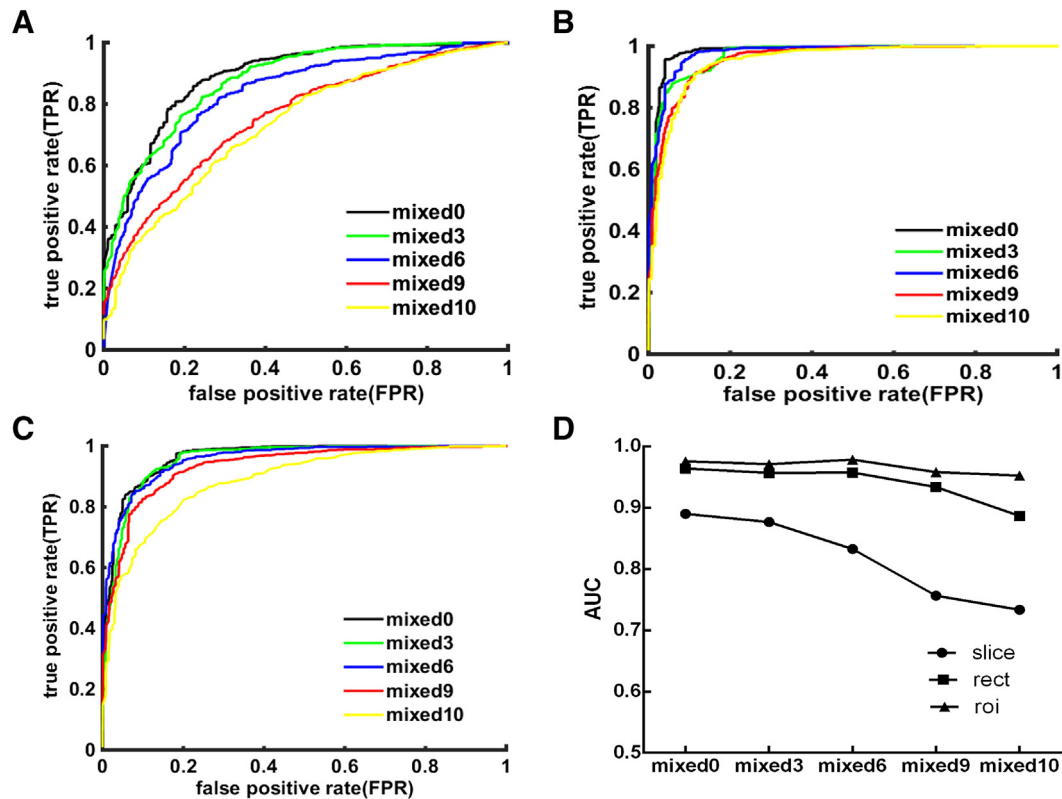 A
1
0.8
0.6
0.4
0.2
0
true positive rate(TPR)
mixed0
mixed3
mixed6
mixed9
mixed10
0 0.2 0.4 0.6 0.8 1
false positive rate(FPR)
B
1
0.8
0.6
0.4
0.2
0
true positive rate(TPR)
mixed0
mixed3
mixed6
mixed9
mixed10
0 0.2 0.4 0.6 0.8 1
false positive rate(FPR)
C
1
0.8
0.6
0.4
0.2
0
true positive rate(TPR)
mixed0
mixed3
mixed6
mixed9
mixed10
0 0.2 0.4 0.6 0.8 1
false positive rate(FPR)
D
1.0
0.9
0.8
0.7
0.6
0.5
AUC
slice
rect
roi
mixed0 mixed3 mixed6 mixed9 mixed10